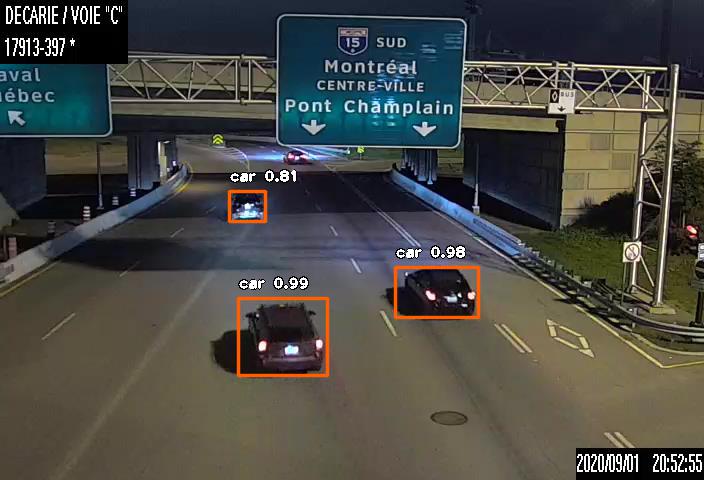 DECARIE / VOIE "C"
17913-397 *
aval
ébec
15 SUD
Montréal
CENTRE-VILLE
Pont Champlain
BUS
car 0.81
car 0.98
car 0.99
2020/09/01 20:52:55